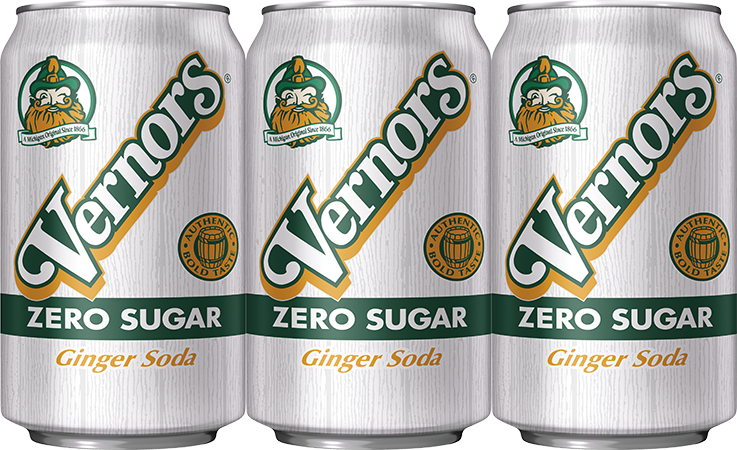 A Michigan Original Since 1866
Vernors®
AUTHENTIC
BOLD TASTE
ZERO SUGAR
Ginger Soda
A Michigan Original Since 1866
Vernors®
AUTHENTIC
BOLD TASTE
ZERO SUGAR
Ginger Soda
A Michigan Original Since 1866
Vernors®
AUTHENTIC
BOLD TASTE
ZERO SUGAR
Ginger Soda